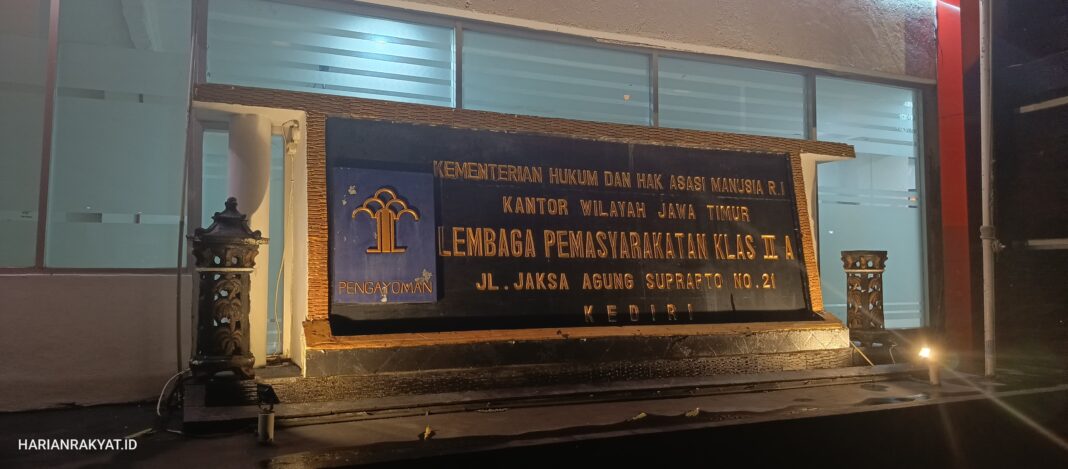 KEMENTERIAN HUKUM DAN HAK ASASI MANUSIA R.I
KANTOR WILAYAH JAWA TIMUR
LEMBAGA PEMASYARAKATAN KLAS II A
JL. JAKSA AGUNG SUPRAPTO NO. 21
KEDIRI
PENGAYOMAN
HARIANRAKYAT.ID